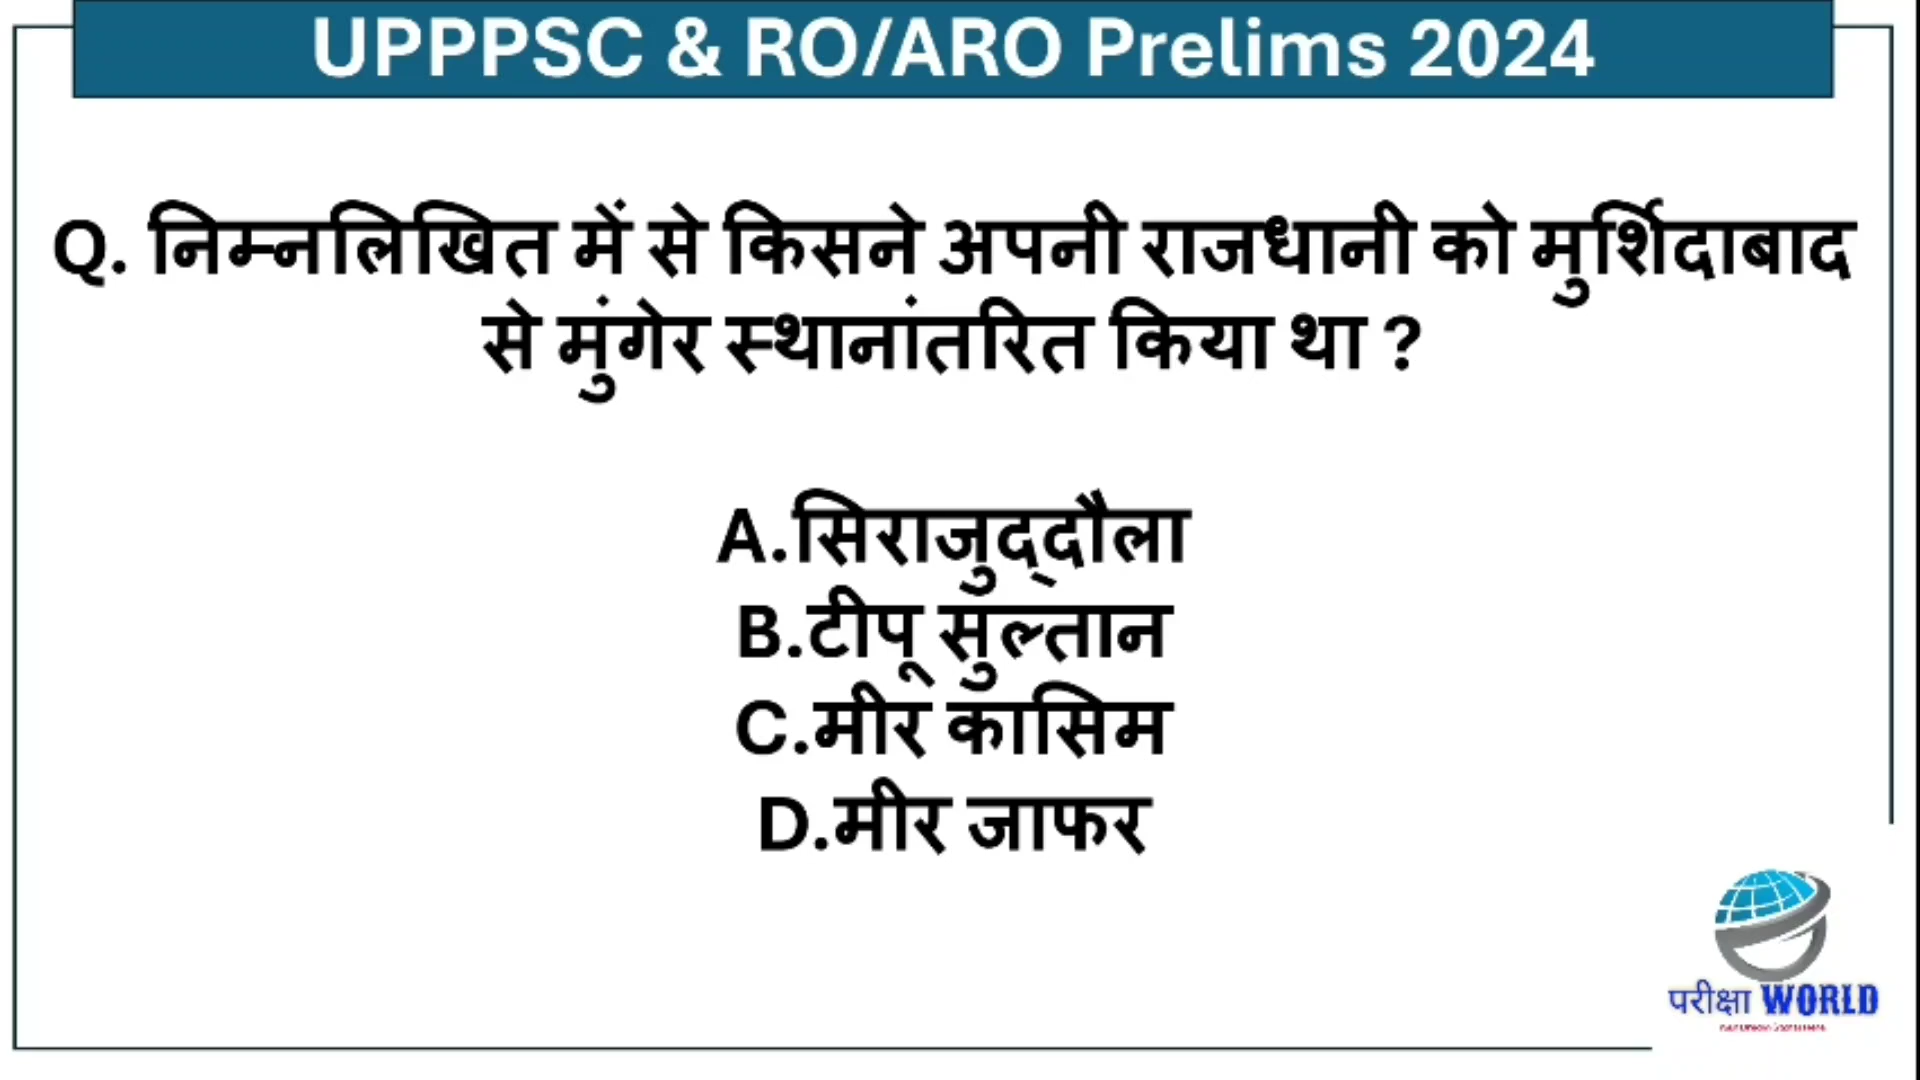 UPPPSC & RO/ARO Prelims 2024
Q. निम्नलिखित में से किसने अपनी राजधानी को मुर्शिदाबाद
से मुंगेर स्थानांतरित किया था ?
A.सिराजुद्दौला
B.टीपू सुल्तान
C.मीर कासिम
D.मीर जाफर
परीक्षा WORLD